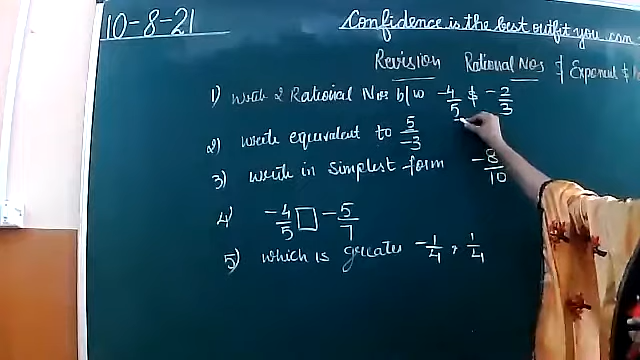 10-8-21
Confidence is the best outfit you can
Revision Rational Nos & Exponent &
1) Write 2 Rational Nos b/w -4/5 & -2/3
2) write equivalent to 5/-3
3) write in simplest form -8/10
4) -4/5 □ -5/7
5) which is greater -1/4 , 1/4